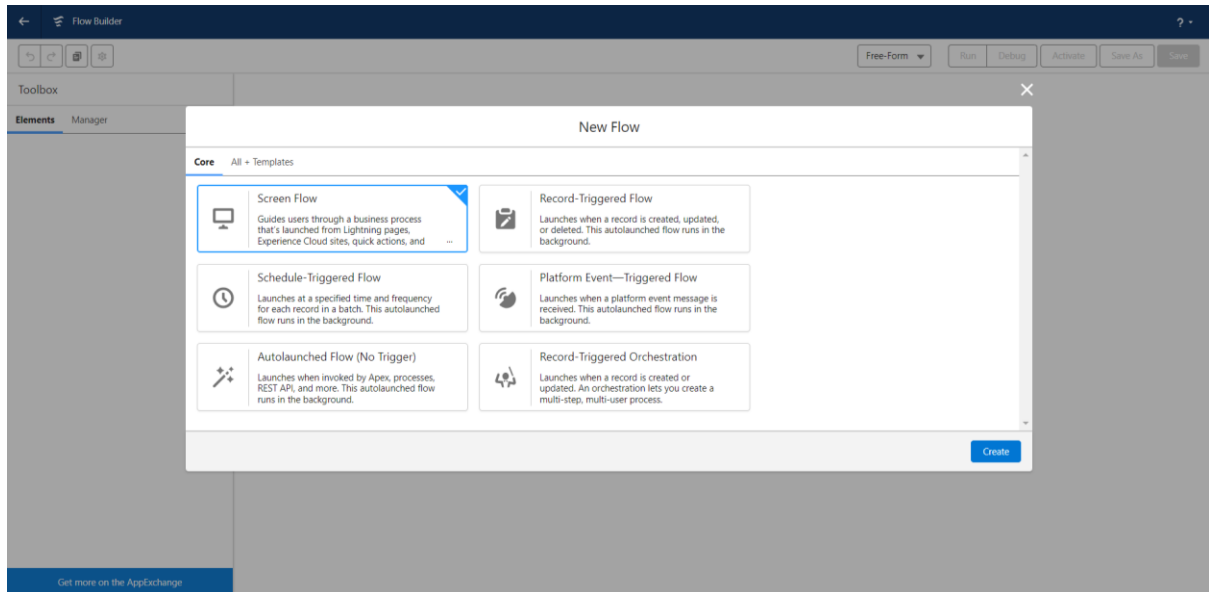 Flow Builder
?
Free-Form
Run
Debug
Activate
Save As
Save
Toolbox
Elements
Manager
New Flow
Core
All + Templates
Screen Flow
Guides users through a business process
that's launched from Lightning pages,
Experience Cloud sites, quick actions, and ...
Record-Triggered Flow
Launches when a record is created, updated,
or deleted. This autolaunched flow runs in the
background.
Schedule-Triggered Flow
Launches at a specified time and frequency
for each record in a batch. This autolaunched
flow runs in the background.
Platform Event—Triggered Flow
Launches when a platform event message is
received. This autolaunched flow runs in the
background.
Autolaunched Flow (No Trigger)
Launches when invoked by Apex, processes,
REST API, and more. This autolaunched flow
runs in the background.
Record-Triggered Orchestration
Launches when a record is created or
updated. An orchestration lets you create a
multi-step, multi-user process.
Create
Get more on the AppExchange